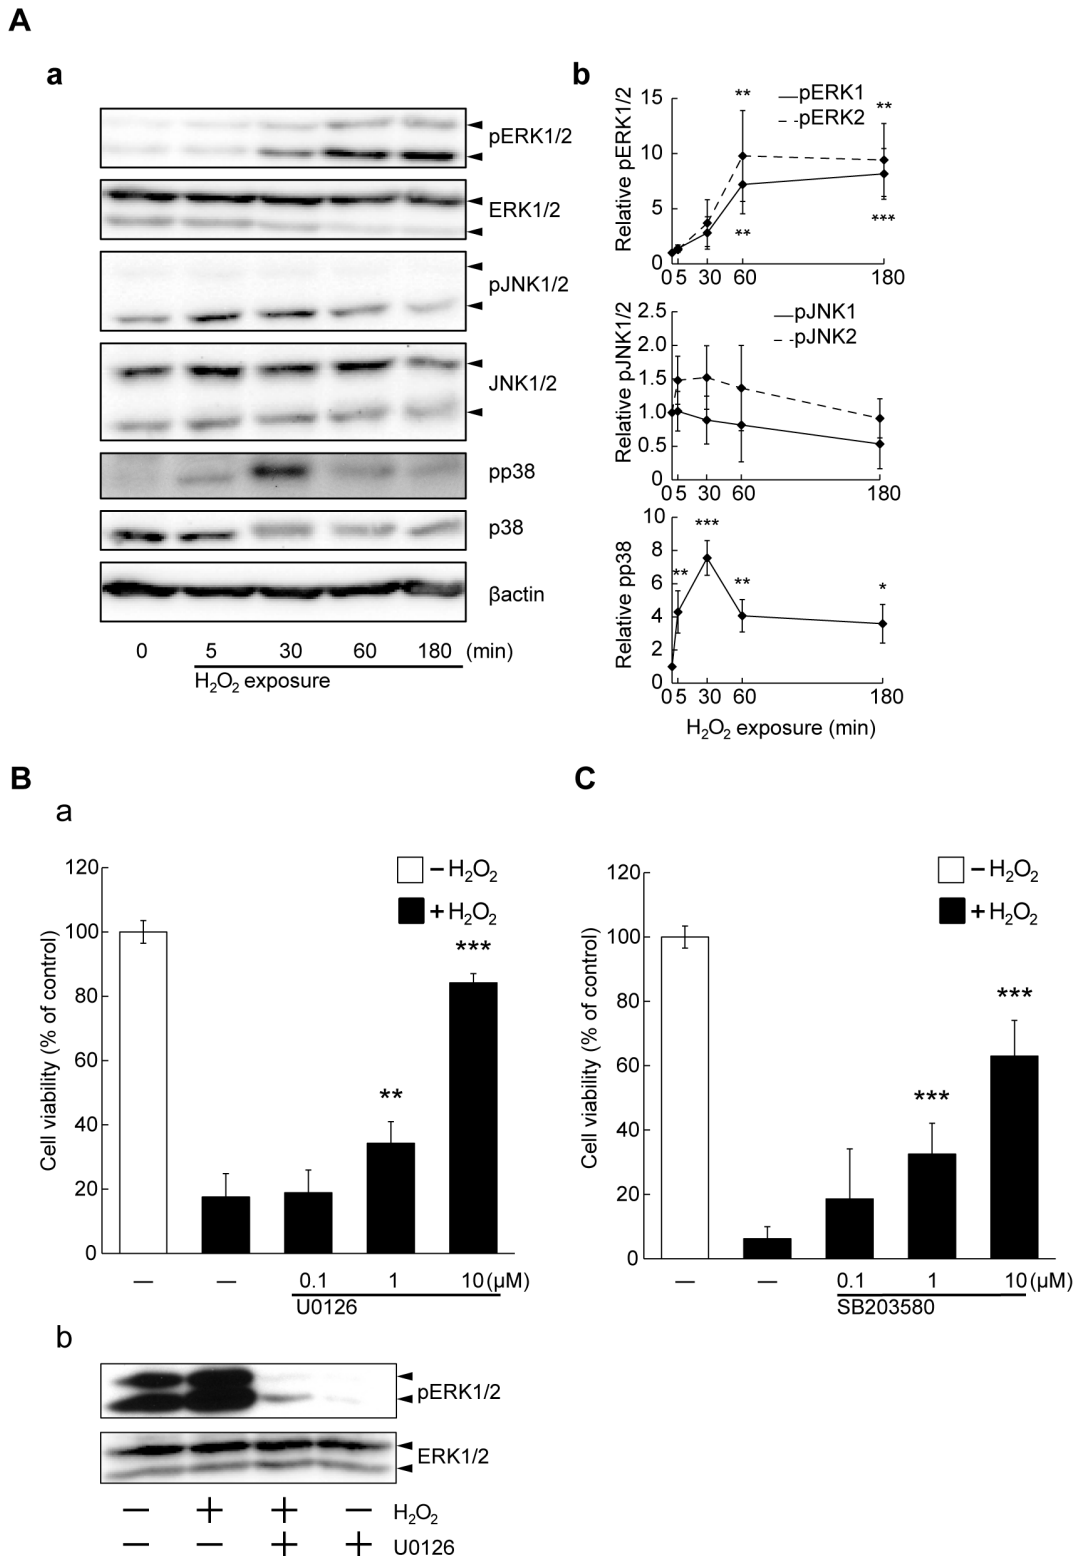 A
a
pERK1/2
ERK1/2
pJNK1/2
JNK1/2
pp38
p38
βactin
0 5 30 60 180 (min)
H2O2 exposure
b
Relative pERK1/2
15
10
5
0
** ** ** ***
pERK1
pERK2
0 5 30 60 180
Relative pJNK1/2
2.5
2.0
1.5
1.0
0.5
0
pJNK1
pJNK2
0 5 30 60 180
Relative pp38
10
8
6
4
2
0
** *** ** *
0 5 30 60 180
H2O2 exposure (min)
B
a
Cell viability (% of control)
120
100
80
60
40
20
0
– H2O2
+ H2O2
** ***
— — 0.1 1 10 (µM)
U0126
b
pERK1/2
ERK1/2
— + + — H2O2
— — + + U0126
C
Cell viability (% of control)
120
100
80
60
40
20
0
– H2O2
+ H2O2
*** ***
— — 0.1 1 10 (µM)
SB203580